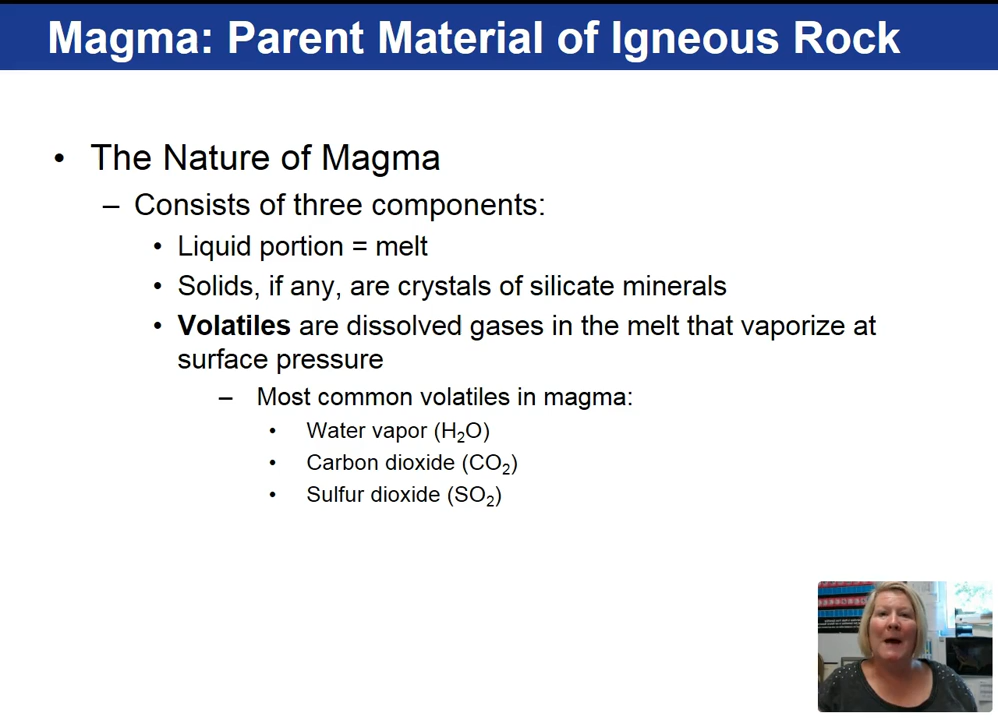 Magma: Parent Material of Igneous Rock
• The Nature of Magma
– Consists of three components:
• Liquid portion = melt
• Solids, if any, are crystals of silicate minerals
• Volatiles are dissolved gases in the melt that vaporize at
surface pressure
– Most common volatiles in magma:
• Water vapor (H₂O)
• Carbon dioxide (CO₂)
• Sulfur dioxide (SO₂)